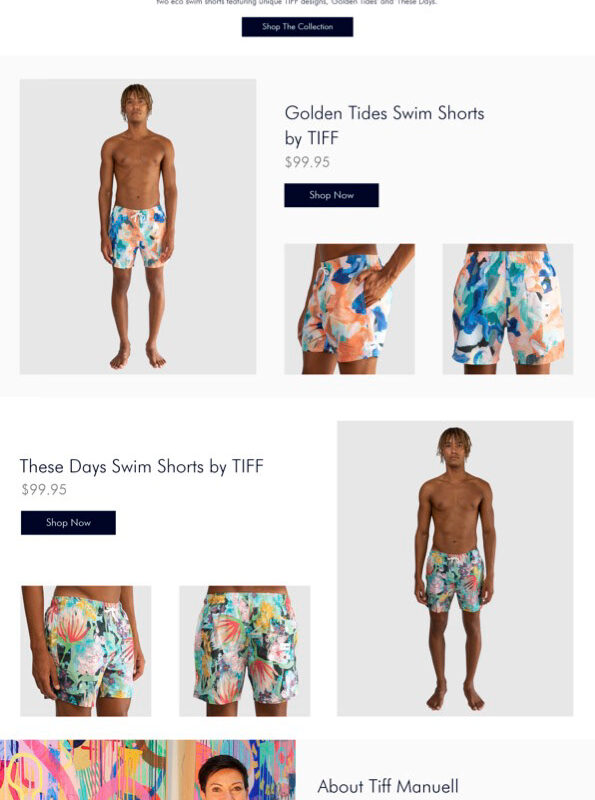 two eco swim shorts featuring unique TIFF designs, 'Golden Tides' and 'These Days.
Shop The Collection
Golden Tides Swim Shorts
by TIFF
$99.95
Shop Now
These Days Swim Shorts by TIFF
$99.95
Shop Now
About Tiff Manuell